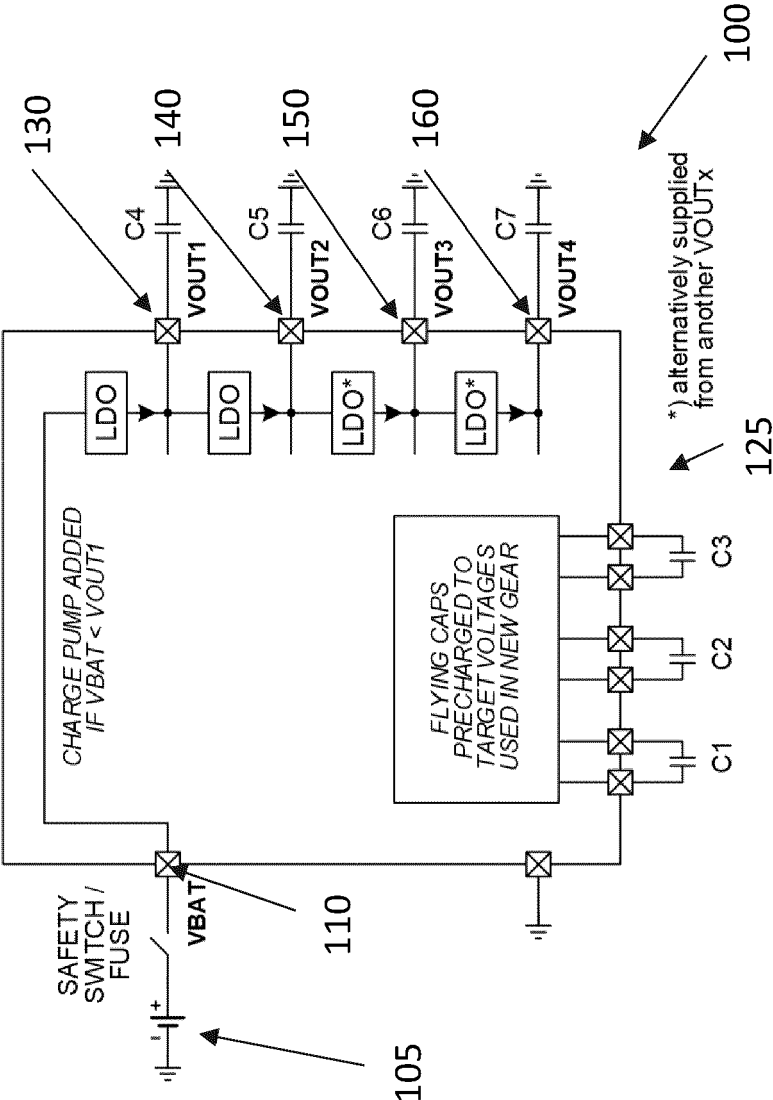 130
140
150
160
100
C4
C5
C6
C7
VOUT1
VOUT2
VOUT3
VOUT4
LDO
LDO
LDO*
LDO*
*) alternatively supplied
from another VOUTx
125
CHARGE PUMP ADDED
IF VBAT < VOUT1
FLYING CAPS
PRECHARGED TO
TARGET VOLTAGES
USED IN NEW GEAR
C1
C2
C3
SAFETY
SWITCH /
FUSE
VBAT
+
-
110
105